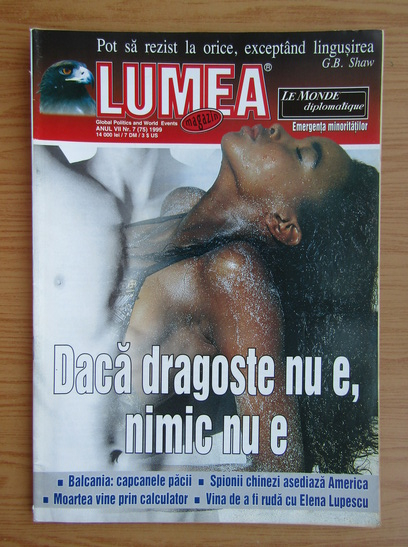 Pot să rezist la orice, exceptând lingușirea
G.B. Shaw
LUMEA®
magazin
Global Politics and World Events
ANUL VII Nr. 7 (75) 1999
14 000 lei / 7 DM / 3 $ US
LE MONDE
diplomatique
Emergența minorităților
Dacă dragoste nu e,
nimic nu e
▪ Balcania: capcanele păcii ▪ Spionii chinezi asediază America
▪ Moartea vine prin calculator ▪ Vina de a fi rudă cu Elena Lupescu